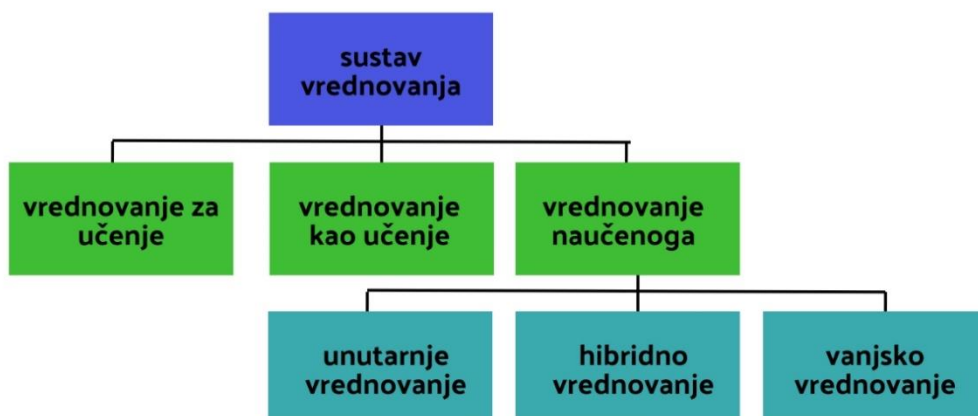 sustav
vrednovanja
vrednovanje za
učenje
vrednovanje
kao učenje
vrednovanje
naučenoga
unutarnje
vrednovanje
hibridno
vrednovanje
vanjsko
vrednovanje